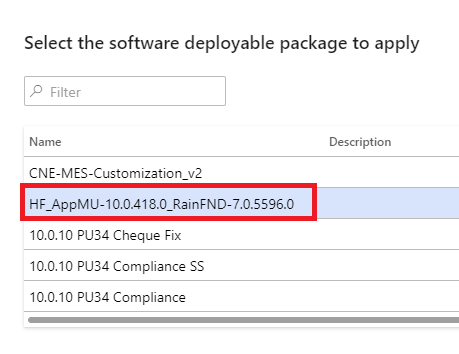 Select the software deployable package to apply
Filter
Name Description
CNE-MES-Customization_v2
HF_AppMU-10.0.418.0_RainFND-7.0.5596.0
10.0.10 PU34 Cheque Fix
10.0.10 PU34 Compliance SS
10.0.10 PU34 Compliance